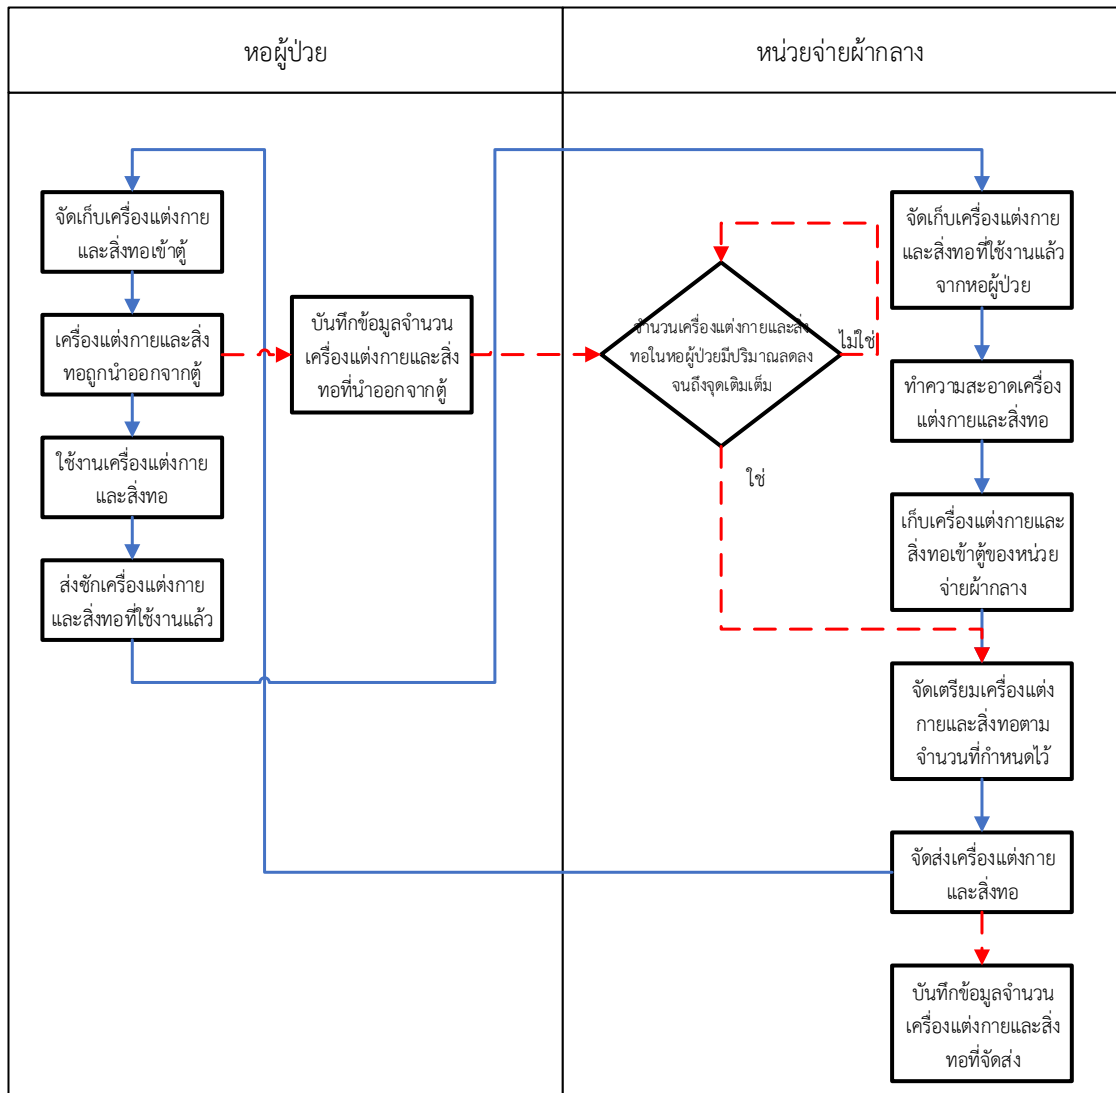 หอผู้ป่วย
หน่วยจ่ายผ้ากลาง
จัดเก็บเครื่องแต่งกาย
และสิ่งทอเข้าตู้
เครื่องแต่งกายและสิ่ง
ทอถูกนำออกจากตู้
ใช้งานเครื่องแต่งกาย
และสิ่งทอ
ส่งซักเครื่องแต่งกาย
และสิ่งทอที่ใช้งานแล้ว
บันทึกข้อมูลจำนวน
เครื่องแต่งกายและสิ่ง
ทอที่นำออกจากตู้
จำนวนเครื่องแต่งกายและสิ่ง
ทอในหอผู้ป่วยมีปริมาณลดลง
จนถึงจุดเติมเต็ม
ไม่ใช่
ใช่
จัดเก็บเครื่องแต่งกาย
และสิ่งทอที่ใช้งานแล้ว
จากหอผู้ป่วย
ทำความสะอาดเครื่อง
แต่งกายและสิ่งทอ
เก็บเครื่องแต่งกายและ
สิ่งทอเข้าตู้ของหน่วย
จ่ายผ้ากลาง
จัดเตรียมเครื่องแต่ง
กายและสิ่งทอตาม
จำนวนที่กำหนดไว้
จัดส่งเครื่องแต่งกาย
และสิ่งทอ
บันทึกข้อมูลจำนวน
เครื่องแต่งกายและสิ่ง
ทอที่จัดส่ง